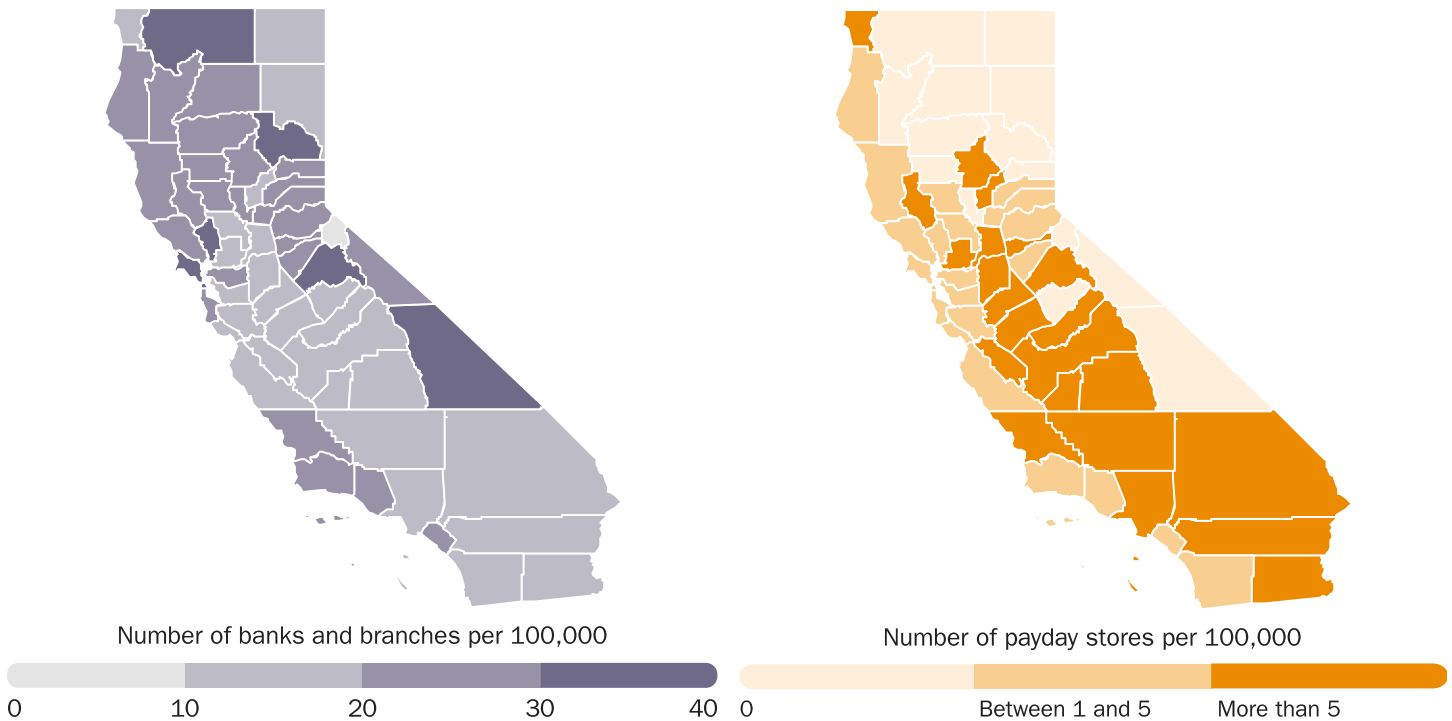 Number of banks and branches per 100,000
0 10 20 30 40
Number of payday stores per 100,000
0 Between 1 and 5 More than 5